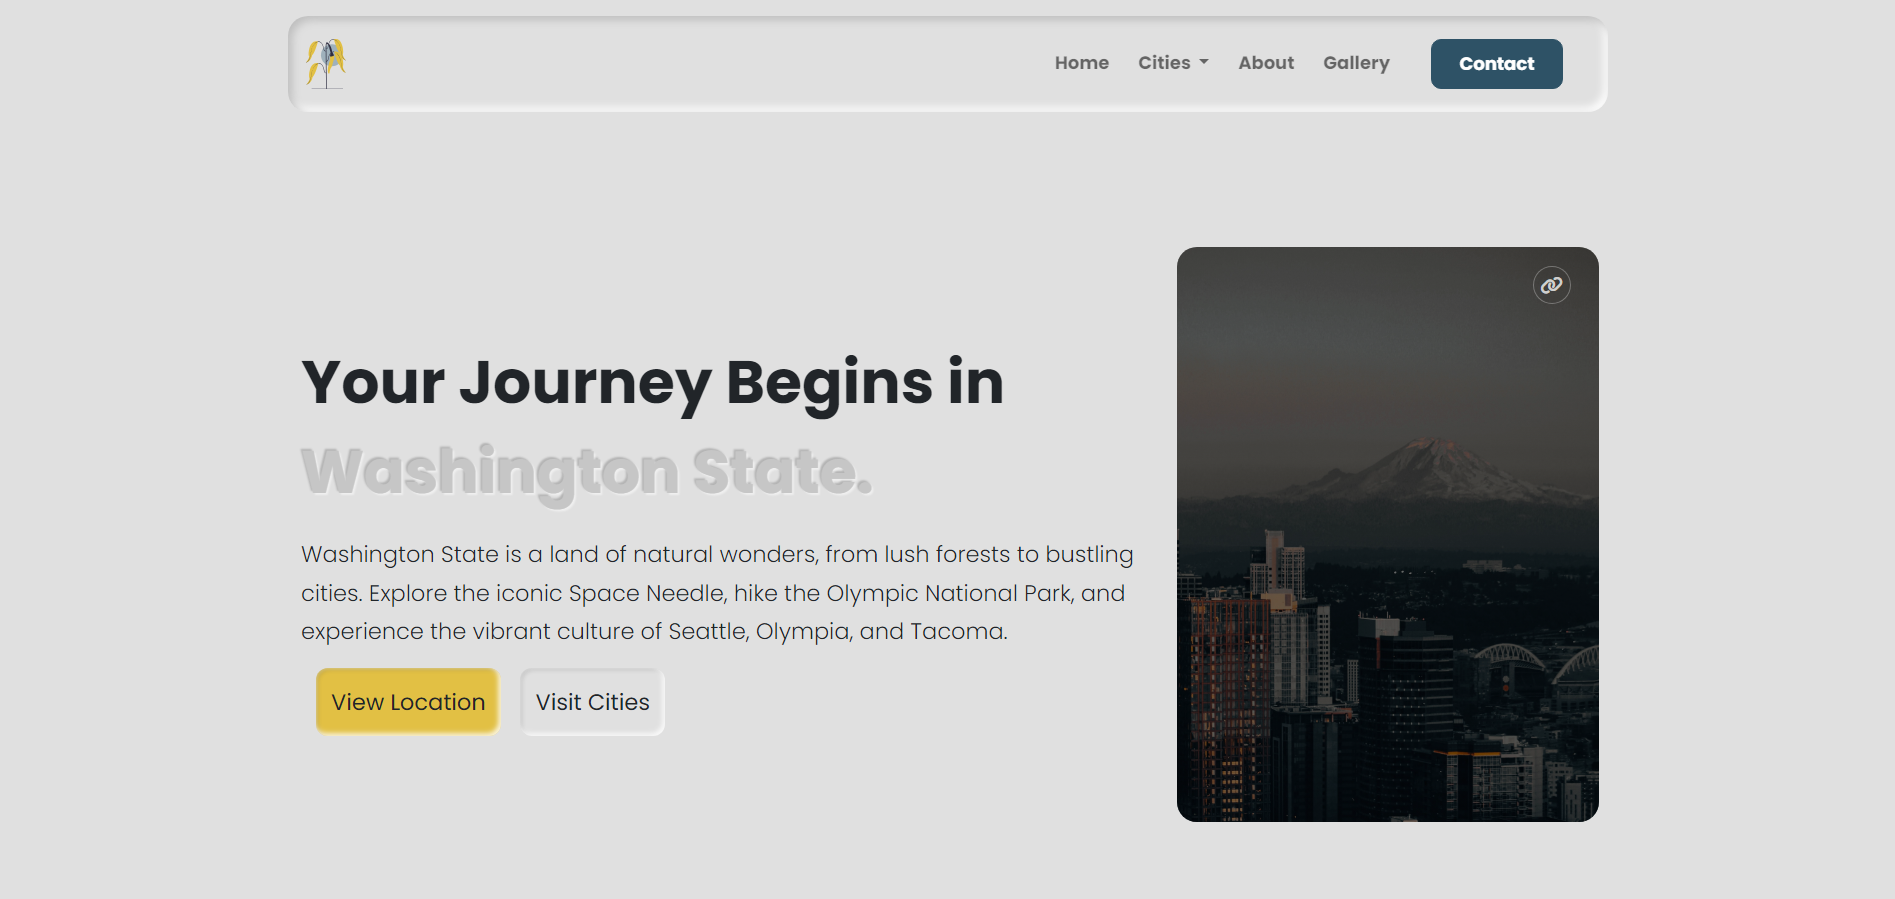 Home Cities About Gallery Contact
Your Journey Begins in
Washington State.
Washington State is a land of natural wonders, from lush forests to bustling
cities. Explore the iconic Space Needle, hike the Olympic National Park, and
experience the vibrant culture of Seattle, Olympia, and Tacoma.
View Location Visit Cities